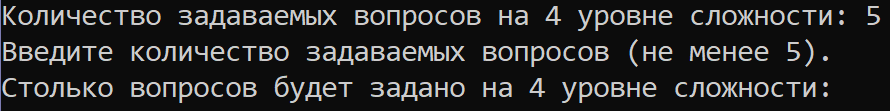 Количество задаваемых вопросов на 4 уровне сложности: 5
Введите количество задаваемых вопросов (не менее 5).
Столько вопросов будет задано на 4 уровне сложности: